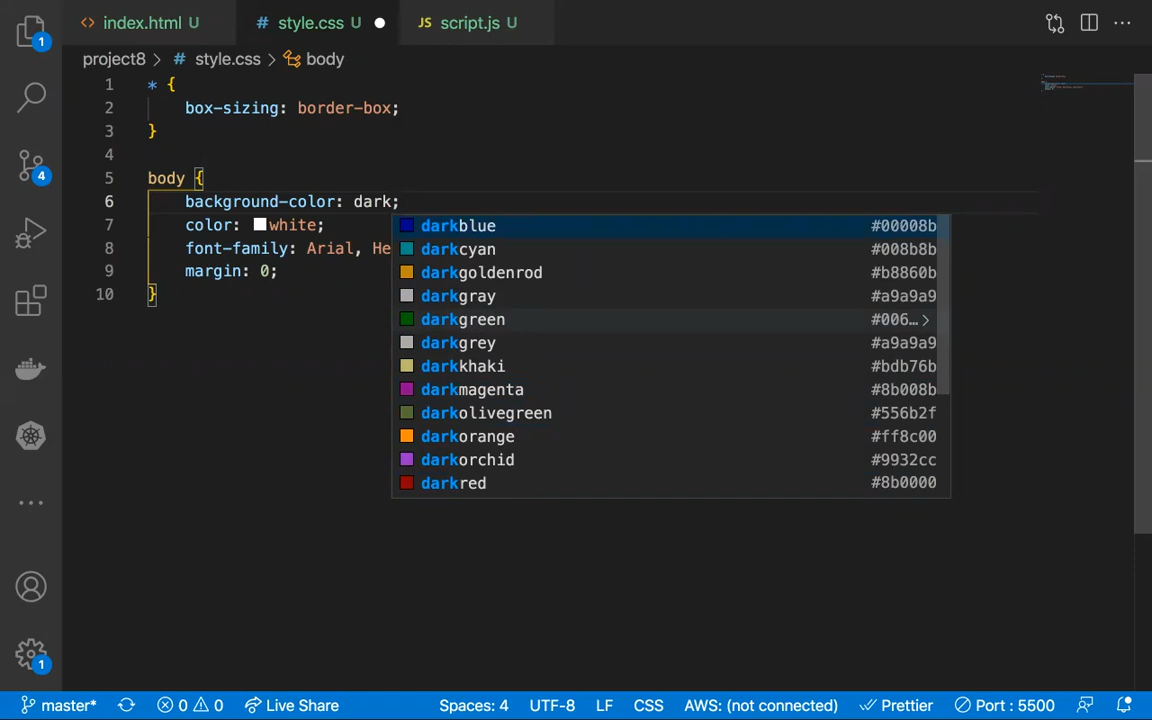 index.html U
# style.css U
JS script.js U
1
project8 > # style.css > body
1 * {
2 box-sizing: border-box;
3 }
4
5 body {
6 background-color: dark;
7 color: white;
8 font-family: Arial, He
9 margin: 0;
10 }
darkblue #00008b
darkcyan #008b8b
darkgoldenrod #b8860b
darkgray #a9a9a9
darkgreen #006… >
darkgrey #a9a9a9
darkkhaki #bdb76b
darkmagenta #8b008b
darkolivegreen #556b2f
darkorange #ff8c00
darkorchid #9932cc
darkred #8b0000
4
1
master* 0 0 Live Share Spaces: 4 UTF-8 LF CSS AWS: (not connected) Prettier Port : 5500